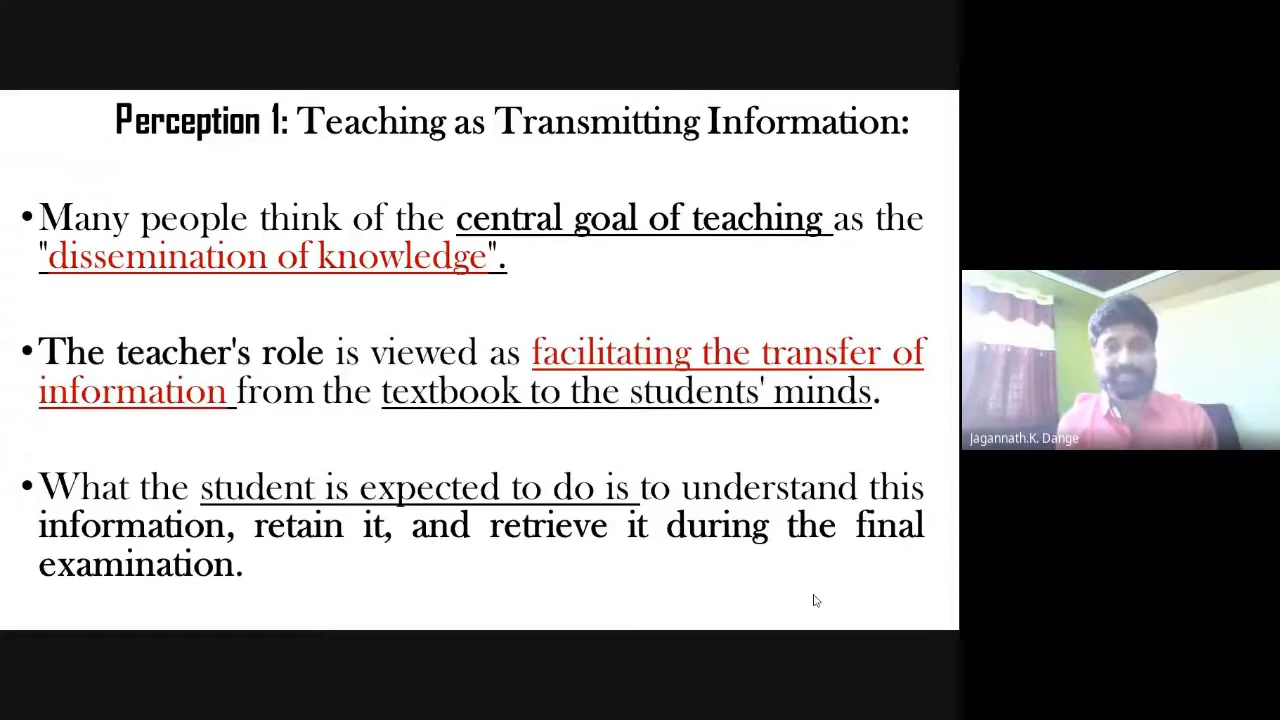 Perception 1: Teaching as Transmitting Information:
•Many people think of the central goal of teaching as the
"dissemination of knowledge".
•The teacher's role is viewed as facilitating the transfer of
information from the textbook to the students' minds.
•What the student is expected to do is to understand this
information, retain it, and retrieve it during the final
examination.
Jagannath.K. Dange